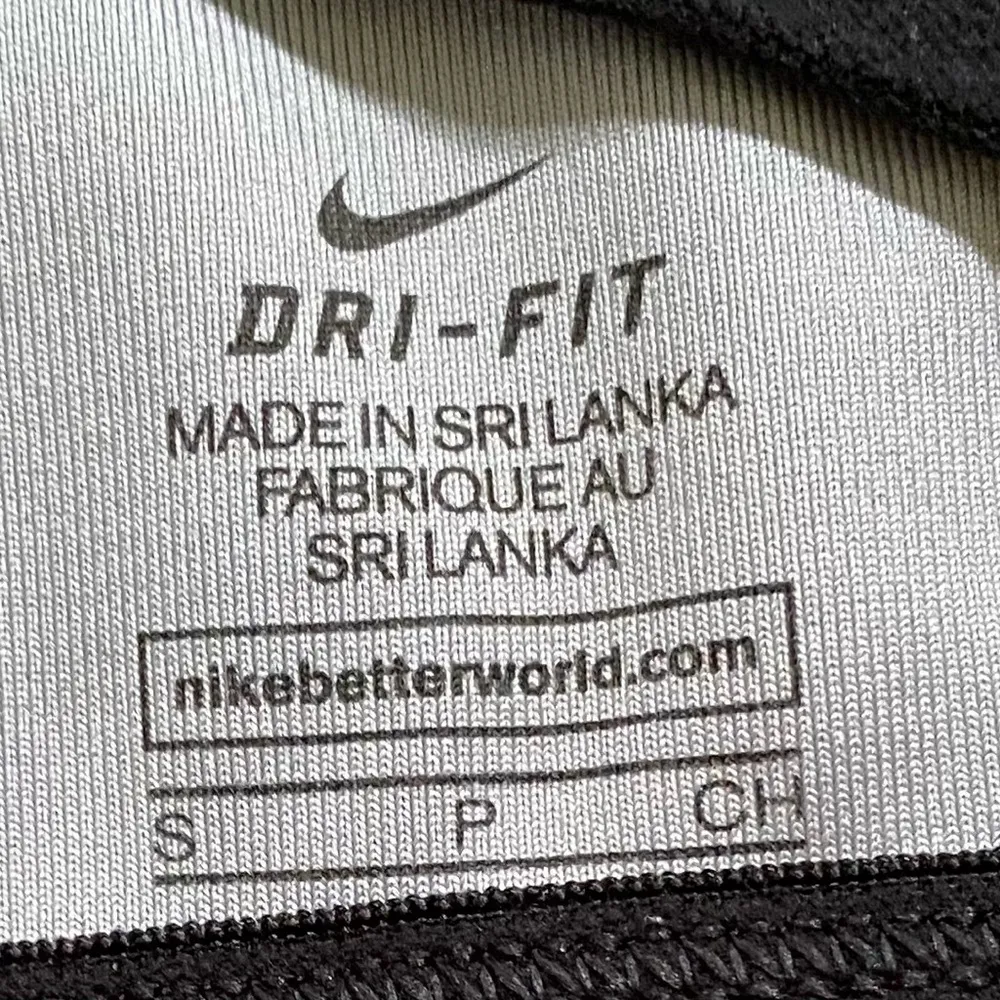 DRI-FIT
MADE IN SRI LANKA
FABRIQUE AU
SRI LANKA
nikebetterworld.com
S P CH